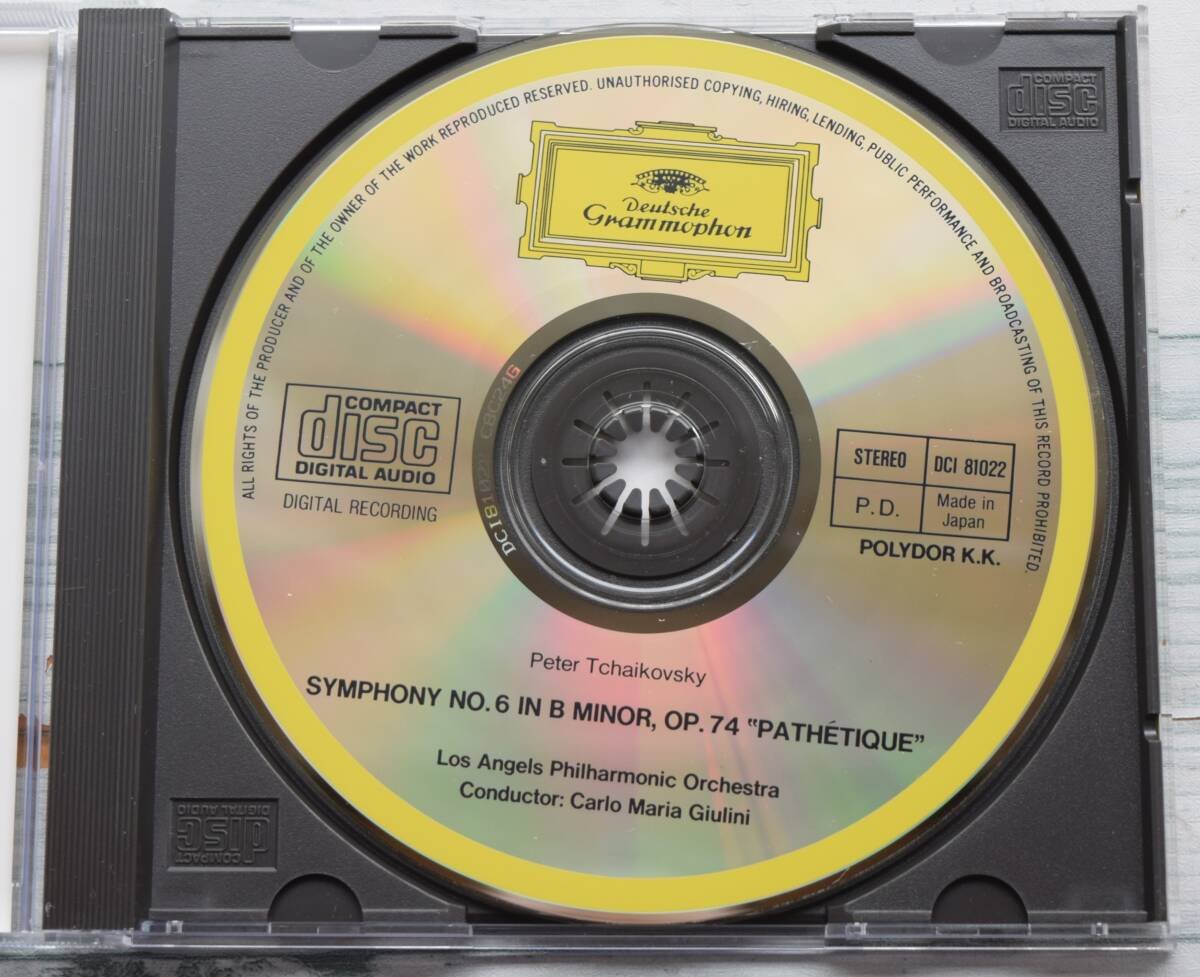 ALL RIGHTS OF THE PRODUCER AND OF THE OWNER OF THE WORK REPRODUCED RESERVED. UNAUTHORISED COPYING, HIRING, LENDING, PUBLIC PERFORMANCE AND BROADCASTING OF THIS RECORD PROHIBITED.
COMPACT
disc
DIGITAL AUDIO
Deutsche
Grammophon
COMPACT
disc
DIGITAL AUDIO
DIGITAL RECORDING
STEREO
DCI 81022
P.D.
Made in
Japan
POLYDOR K.K.
DCI81022 C8C24G
Peter Tchaikovsky
SYMPHONY NO. 6 IN B MINOR, OP. 74 "PATHÉTIQUE"
Los Angels Philharmonic Orchestra
Conductor: Carlo Maria Giulini
COMPACT
disc
DIGITAL AUDIO